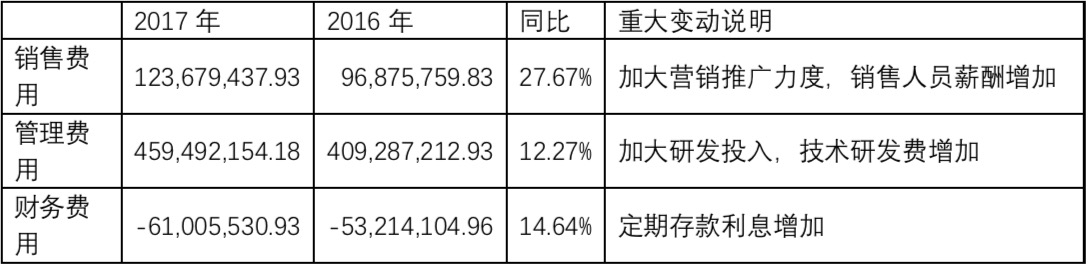 2017 年 2016 年 同比 重大变动说明
销售费用 123,679,437.93 96,875,759.83 27.67% 加大营销推广力度，销售人员薪酬增加
管理费用 459,492,154.18 409,287,212.93 12.27% 加大研发投入，技术研发费增加
财务费用 -61,005,530.93 -53,214,104.96 14.64% 定期存款利息增加